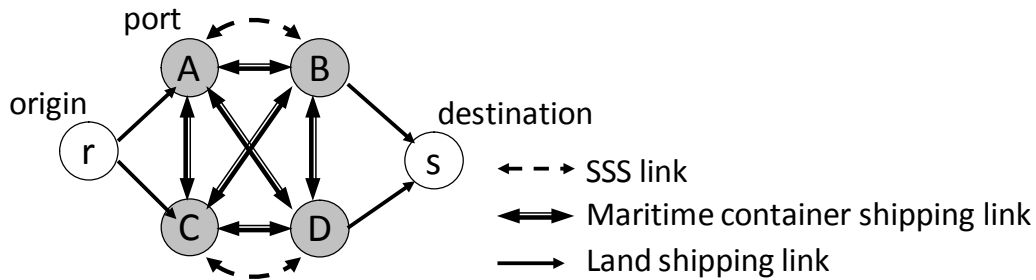 port
A
B
origin
destination
r
s
SSS link
C
D
Maritime container shipping link
Land shipping link